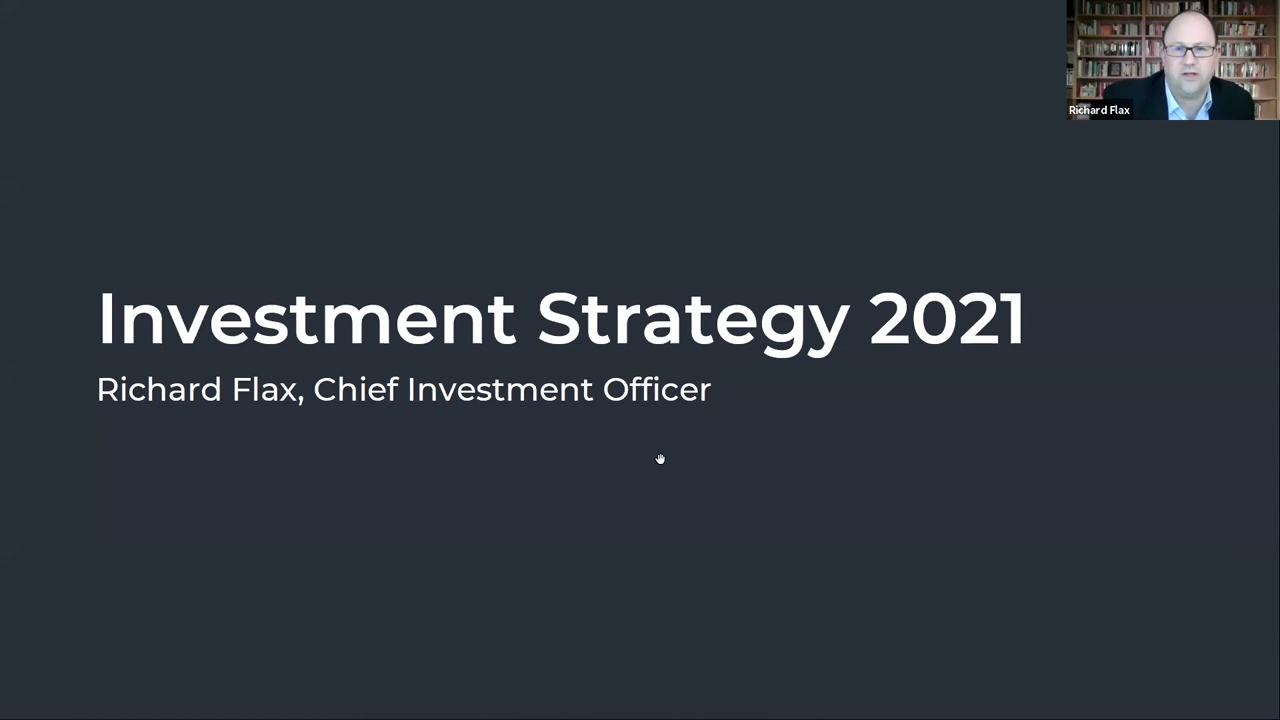 Richard Flax
Investment Strategy 2021
Richard Flax, Chief Investment Officer